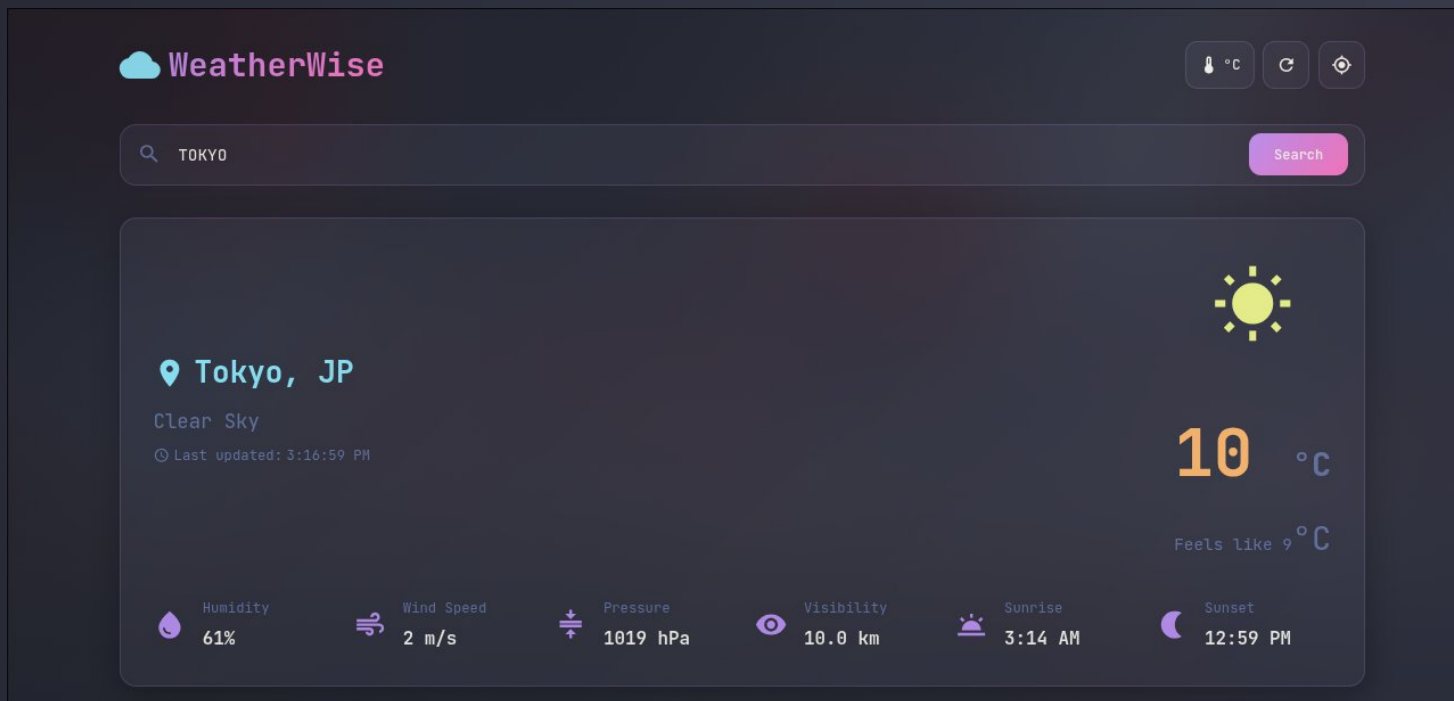 WeatherWise
°C
TOKYO
Search
Tokyo, JP
Clear Sky
Last updated: 3:16:59 PM
10 °C
Feels like 9°C
Humidity
61%
Wind Speed
2 m/s
Pressure
1019 hPa
Visibility
10.0 km
Sunrise
3:14 AM
Sunset
12:59 PM